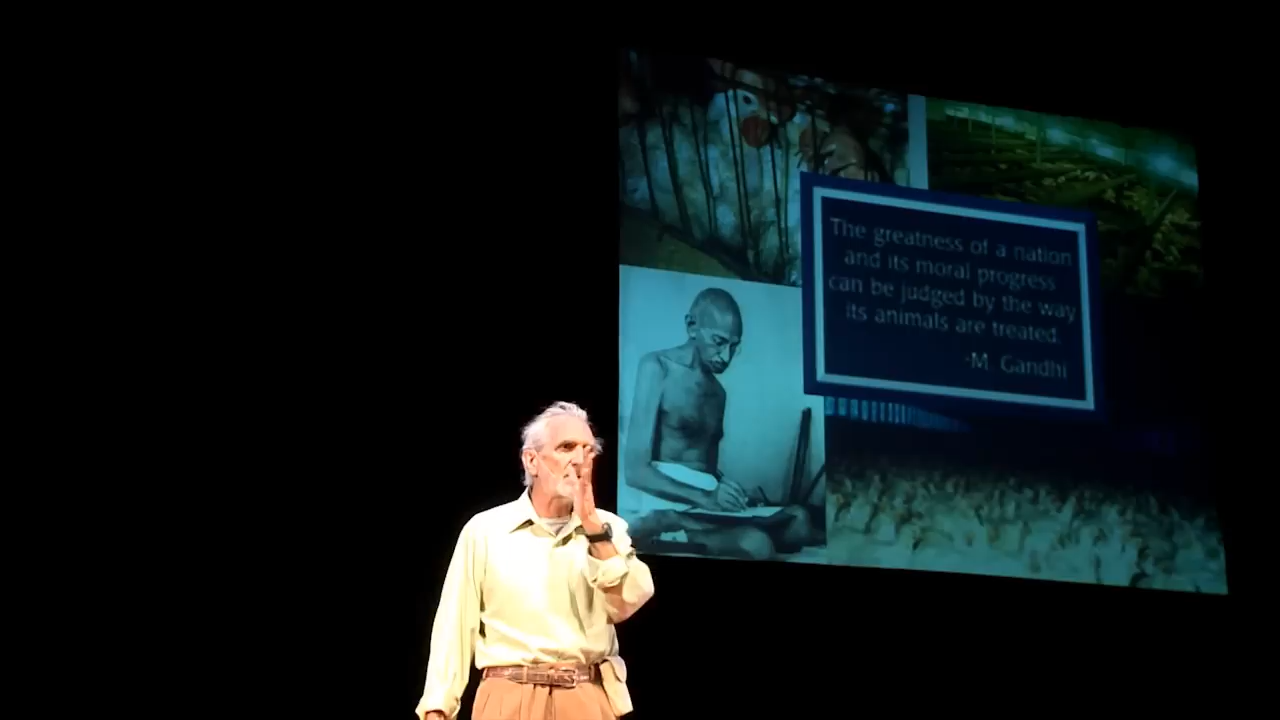 The greatness of a nation
and its moral progress
can be judged by the way
its animals are treated.
-M. Gandhi